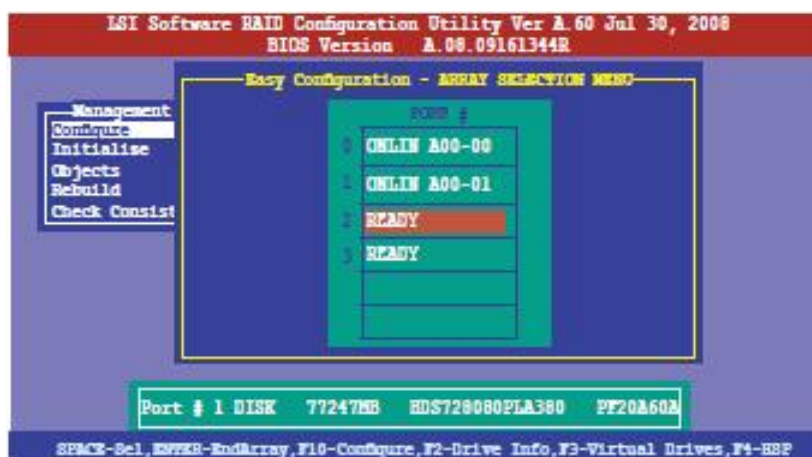 LSI Software RAID Configuration Utility Ver A.60 Jul 30, 2008
BIOS Version A.08.09161344R
Easy Configuration - ARRAY SELECTION MENU
Management
Configure
Initialise
Objects
Rebuild
Check Consist
PORT #
0 ONLIN A00-00
1 ONLIN A00-01
2 READY
3 READY
Port # 1 DISK 77247MB HDS728080PLA380 PF20A60A
SPACE-Sel,ENTER-EndArray,F10-Configure,F2-Drive Info,F3-Virtual Drives,F4-HSP